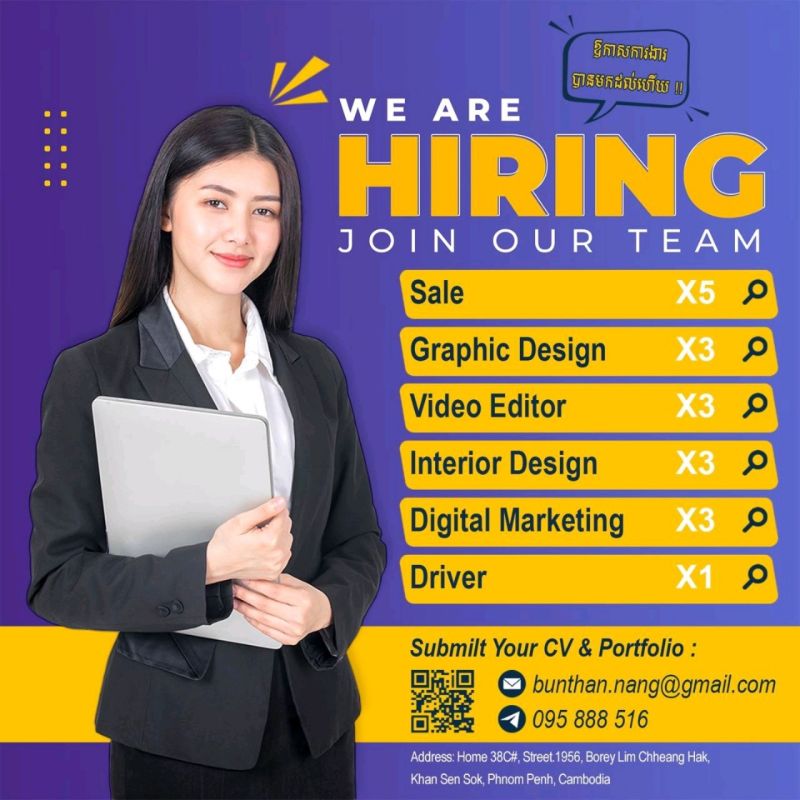 ឱកាសការងារ
បានមកដល់ហើយ !!
WE ARE
HIRING
JOIN OUR TEAM
Sale X5
Graphic Design X3
Video Editor X3
Interior Design X3
Digital Marketing X3
Driver X1
Submilt Your CV & Portfolio :
bunthan.nang@gmail.com
095 888 516
Address: Home 38C#, Street.1956, Borey Lim Chheang Hak,
Khan Sen Sok, Phnom Penh, Cambodia